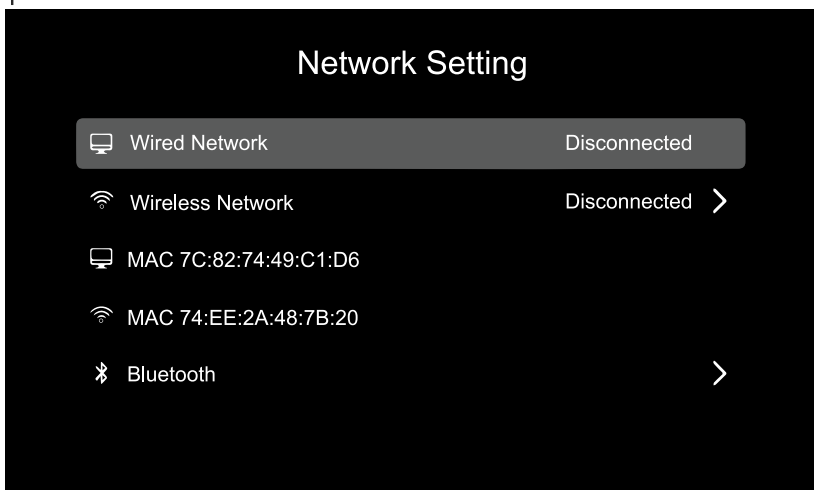 Network Setting
Wired Network Disconnected
Wireless Network Disconnected
MAC 7C:82:74:49:C1:D6
MAC 74:EE:2A:48:7B:20
Bluetooth